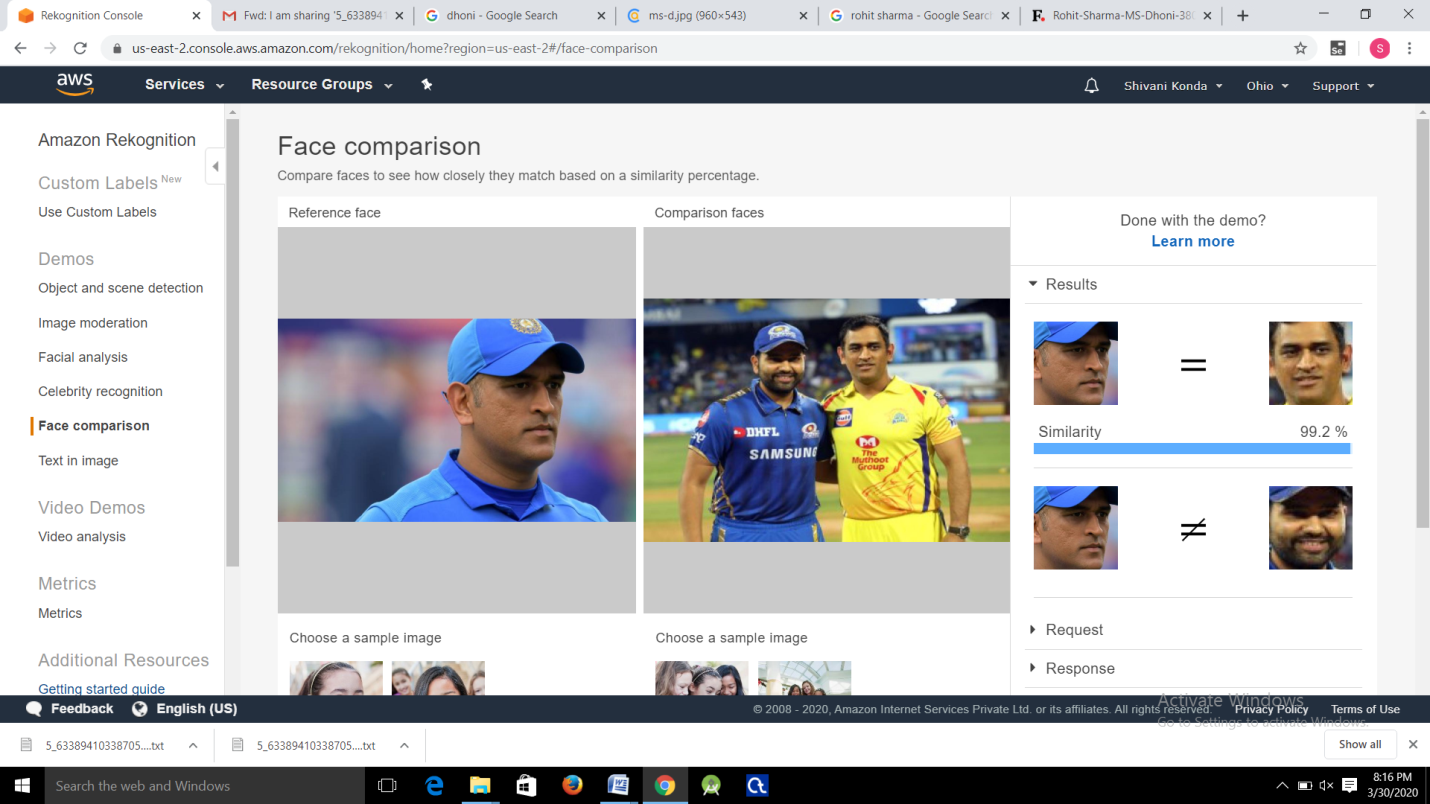 Rekognition Console
Fwd: I am sharing '5_6338941
dhoni - Google Search
ms-d.jpg (960×543)
rohit sharma - Google Search
Rohit-Sharma-MS-Dhoni-380
us-east-2.console.aws.amazon.com/rekognition/home?region=us-east-2#/face-comparison
Se
S
aws
Services
Resource Groups
Shivani Konda
Ohio
Support
Amazon Rekognition
Custom Labels New
Use Custom Labels
Demos
Object and scene detection
Image moderation
Facial analysis
Celebrity recognition
Face comparison
Text in image
Video Demos
Video analysis
Metrics
Metrics
Additional Resources
Getting started guide
Face comparison
Compare faces to see how closely they match based on a similarity percentage.
Reference face
Comparison faces
DHFL
SAMSUNG
Gulf
The
Muthoot
Group
Choose a sample image
Choose a sample image
Done with the demo?
Learn more
Results
=
Similarity
99.2 %
≠
Request
Response
Activate Windows
Go to Settings to activate Windows.
Feedback
English (US)
© 2008 - 2020, Amazon Internet Services Private Ltd. or its affiliates. All rights reserved.
Privacy Policy
Terms of Use
5_63389410338705....txt
5_63389410338705....txt
Show all
Search the web and Windows
8:16 PM
3/30/2020